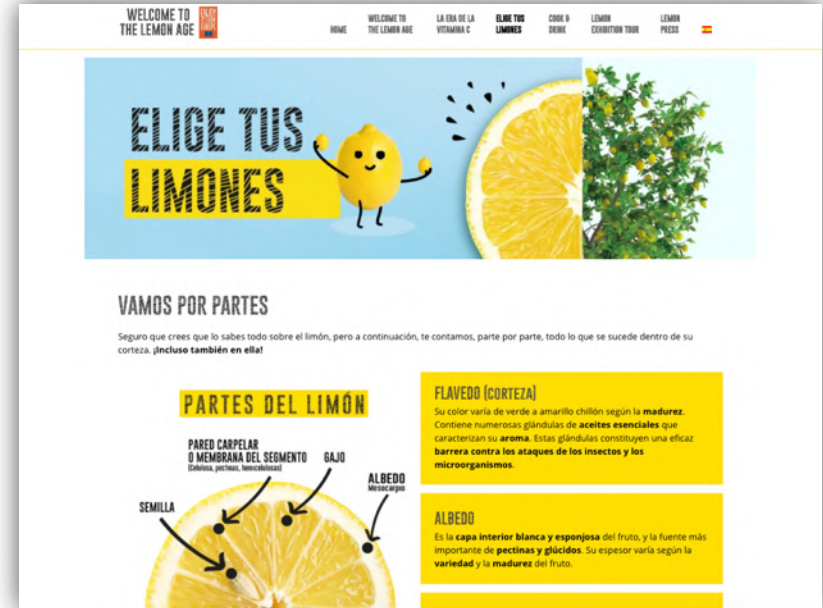 WELCOME TO
THE LEMON AGE
ENJOY
IT'S FROM
EUROPE
HOME
WELCOME TO
THE LEMON AGE
LA ERA DE LA
VITAMINA C
ELIGE TUS
LIMONES
COOK &
DRINK
LEMON
EXHIBITION TOUR
LEMON
PRESS
ELIGE TUS
LIMONES
VAMOS POR PARTES
Seguro que crees que lo sabes todo sobre el limón, pero a continuación, te contamos, parte por parte, todo lo que se sucede dentro de su
corteza. ¡Incluso también en ella!
PARTES DEL LIMÓN
PARED CARPELAR
O MEMBRANA DEL SEGMENTO
(Celulosa, pectinas, hemicelulosas)
GAJO
ALBEDO
Mesocarpio
SEMILLA
FLAVEDO (CORTEZA)
Su color varía de verde a amarillo chillón según la madurez.
Contiene numerosas glándulas de aceites esenciales que
caracterizan su aroma. Estas glándulas constituyen una eficaz
barrera contra los ataques de los insectos y los
microorganismos.
ALBEDO
Es la capa interior blanca y esponjosa del fruto, y la fuente más
importante de pectinas y glúcidos. Su espesor varía según la
variedad y la madurez del fruto.